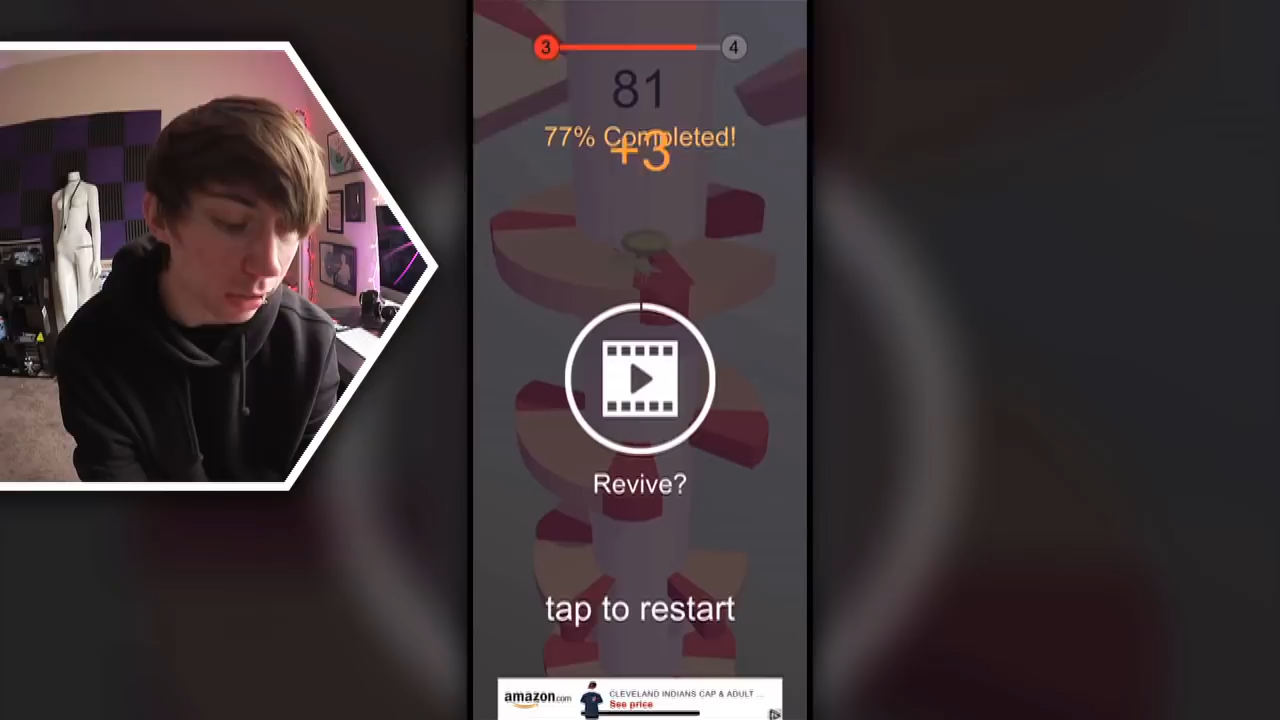 3 4
81
77% Completed!
+3
Revive?
tap to restart
amazon.com
CLEVELAND INDIANS CAP & ADULT ...
See price